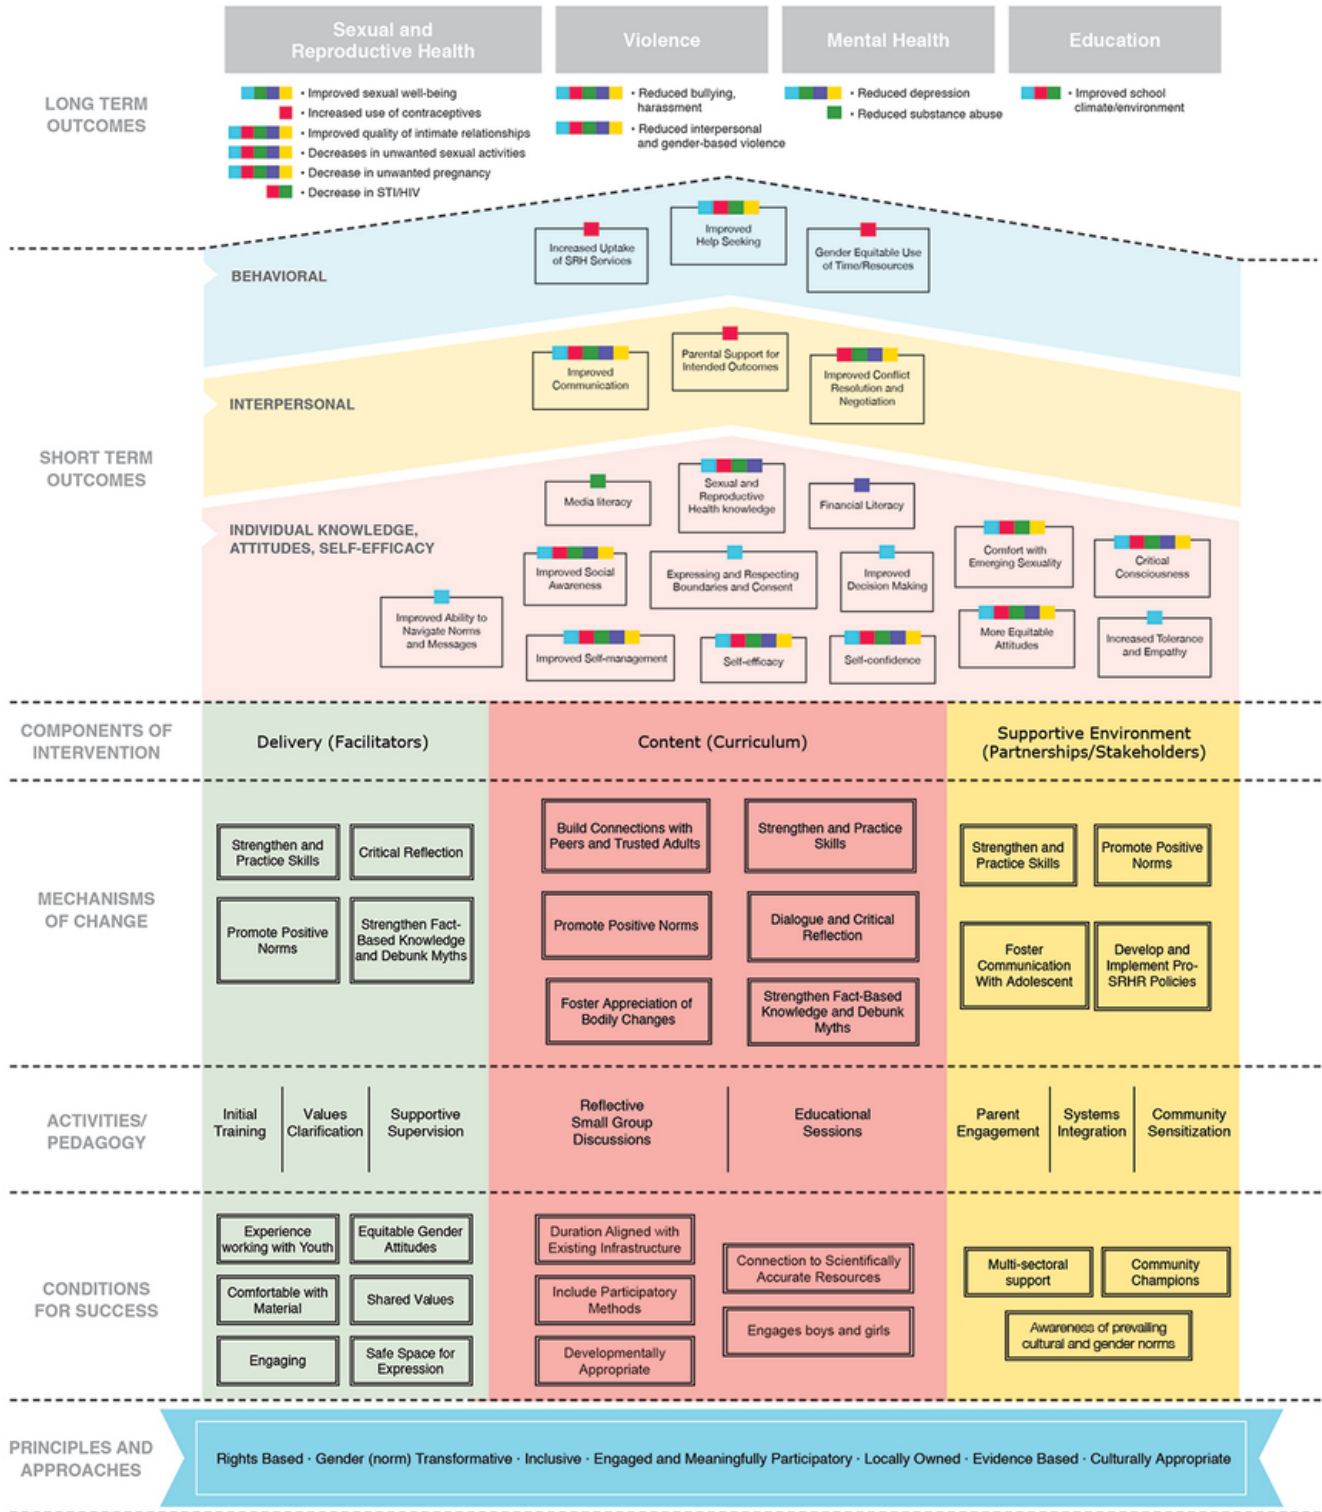 Sexual and
Reproductive Health
Violence
Mental Health
Education
LONG TERM
OUTCOMES
• Improved sexual well-being
• Increased use of contraceptives
• Improved quality of intimate relationships
• Decreases in unwanted sexual activities
• Decrease in unwanted pregnancy
• Decrease in STI/HIV
• Reduced bullying,
harassment
• Reduced interpersonal
and gender-based violence
• Reduced depression
• Reduced substance abuse
• Improved school
climate/environment
SHORT TERM
OUTCOMES
BEHAVIORAL
Increased Uptake
of SRH Services
Improved
Help Seeking
Gender Equitable Use
of Time/Resources
INTERPERSONAL
Improved
Communication
Parental Support for
Intended Outcomes
Improved Conflict
Resolution and
Negotiation
INDIVIDUAL KNOWLEDGE,
ATTITUDES, SELF-EFFICACY
Media literacy
Sexual and
Reproductive
Health knowledge
Financial Literacy
Improved Social
Awareness
Expressing and Respecting
Boundaries and Consent
Improved
Decision Making
Comfort with
Emerging Sexuality
Critical
Consciousness
Improved Ability to
Navigate Norms
and Messages
Improved Self-management
Self-efficacy
Self-confidence
More Equitable
Attitudes
Increased Tolerance
and Empathy
COMPONENTS OF
INTERVENTION
Delivery (Facilitators)
Content (Curriculum)
Supportive Environment
(Partnerships/Stakeholders)
MECHANISMS
OF CHANGE
Strengthen and
Practice Skills
Critical Reflection
Promote Positive
Norms
Strengthen Fact-
Based Knowledge
and Debunk Myths
Build Connections with
Peers and Trusted Adults
Strengthen and Practice
Skills
Promote Positive Norms
Dialogue and Critical
Reflection
Foster Appreciation of
Bodily Changes
Strengthen Fact-Based
Knowledge and Debunk
Myths
Strengthen and
Practice Skills
Promote Positive
Norms
Foster
Communication
With Adolescent
Develop and
Implement Pro-
SRHR Policies
ACTIVITIES/
PEDAGOGY
Initial
Training
Values
Clarification
Supportive
Supervision
Reflective
Small Group
Discussions
Educational
Sessions
Parent
Engagement
Systems
Integration
Community
Sensitization
CONDITIONS
FOR SUCCESS
Experience
working with Youth
Equitable Gender
Attitudes
Comfortable with
Material
Shared Values
Engaging
Safe Space for
Expression
Duration Aligned with
Existing Infrastructure
Include Participatory
Methods
Developmentally
Appropriate
Connection to Scientifically
Accurate Resources
Engages boys and girls
Multi-sectoral
support
Community
Champions
Awareness of prevailing
cultural and gender norms
PRINCIPLES AND
APPROACHES
Rights Based · Gender (norm) Transformative · Inclusive · Engaged and Meaningfully Participatory · Locally Owned · Evidence Based · Culturally Appropriate